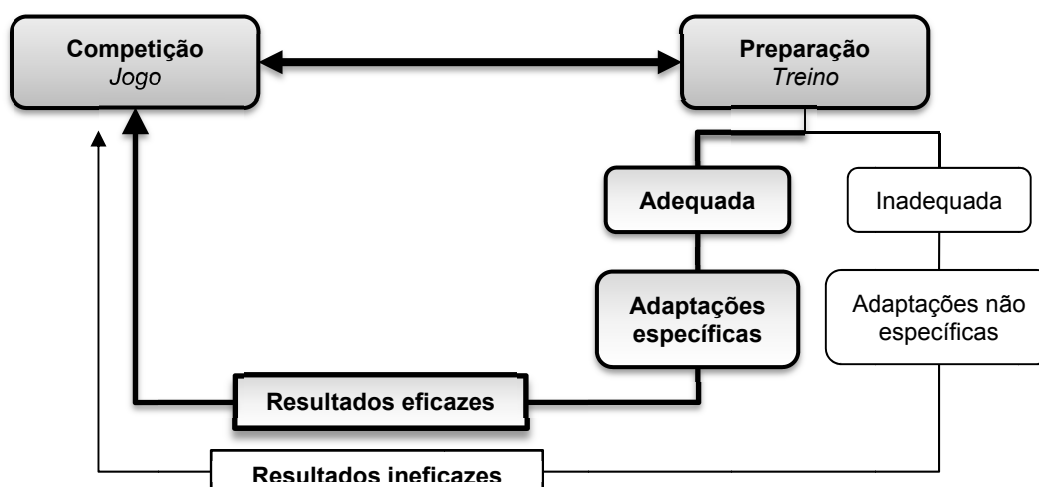 Competição
Jogo
Preparação
Treino
Adequada
Inadequada
Adaptações
específicas
Adaptações não
específicas
Resultados eficazes
Resultados ineficazes